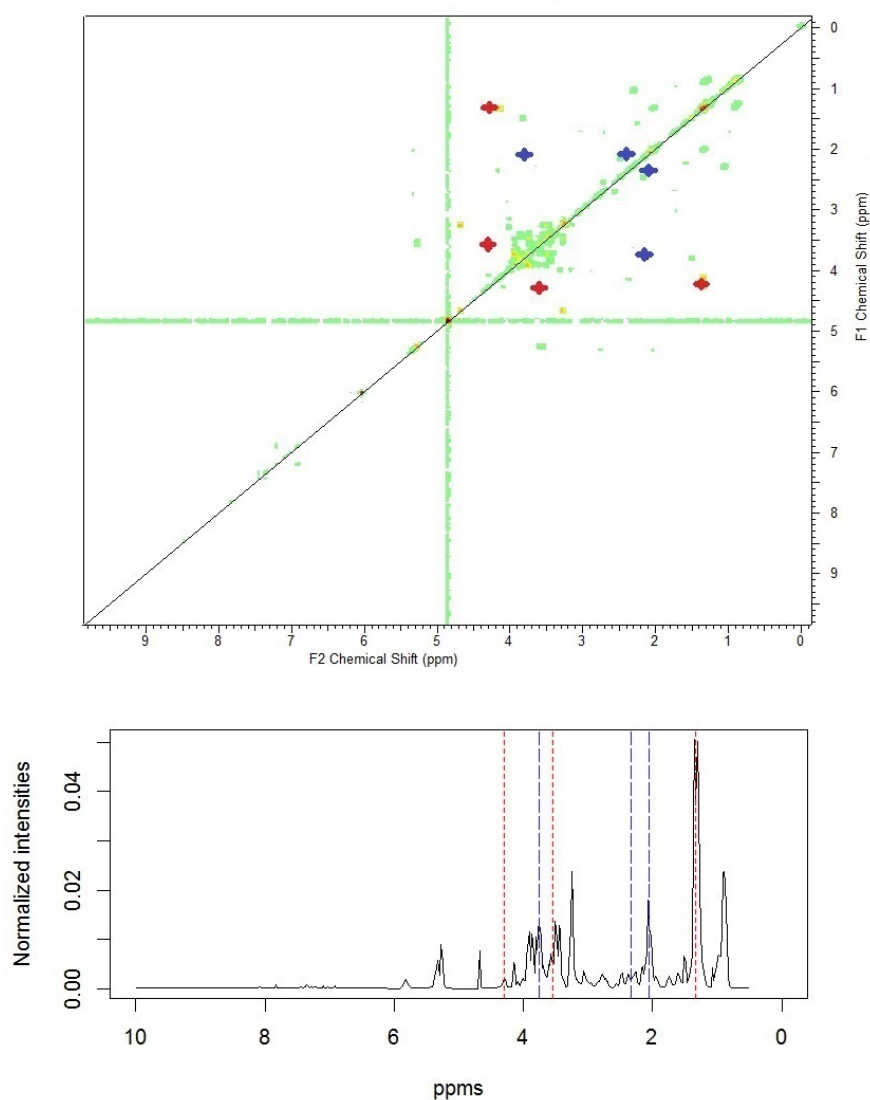 0
1
2
3
4
5
6
7
8
9
F1 Chemical Shift (ppm)
9 8 7 6 5 4 3 2 1 0
F2 Chemical Shift (ppm)
Normalized intensities
0.04
0.02
0.00
10 8 6 4 2 0
ppms